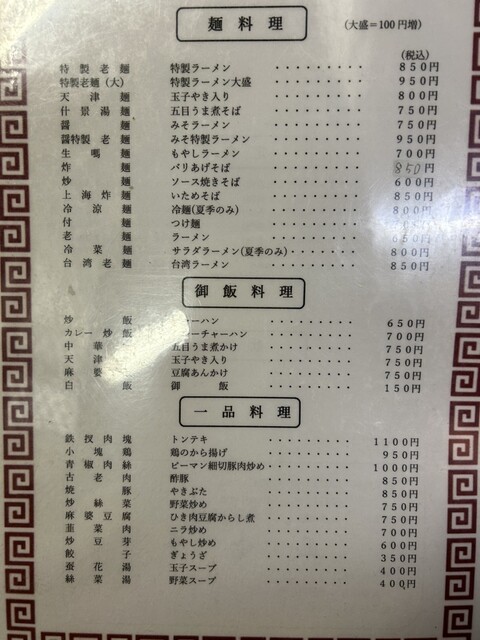 麺料理
(大盛=100円増)
(税込)
特製老麺 特製ラーメン ・・・・・・・・・ 850円
特製老麺(大) 特製ラーメン大盛 ・・・・・・・・・ 950円
天津麺 玉子やき入り ・・・・・・・・・ 800円
什景湯麺 五目うま煮そば ・・・・・・・・・ 750円
醬麺 みそラーメン ・・・・・・・・・ 750円
醬特製老麺 みそ特製ラーメン ・・・・・・・・・ 950円
生嘴麺 もやしラーメン ・・・・・・・・・ 700円
炸麺 バリあげそば ・・・・・・・・・ 850円
炒麺 ソース焼きそば ・・・・・・・・・ 600円
上海炸麺 いためそば ・・・・・・・・・ 850円
冷涼麺 冷麺(夏季のみ) ・・・・・・・・・ 800円
付麺 つけ麺 ・・・・・・・・・ 円
老麺 ラーメン ・・・・・・・・・ 50円
冷菜麺 サラダラーメン(夏季のみ)・・・・・・・・ 800円
台湾老麺 台湾ラーメン ・・・・・・・・・ 850円
御飯料理
炒飯 ーハン ・・・・・・・・・ 650円
カレー炒飯 ーチャーハン ・・・・・・・・・ 700円
中華 五目うま煮かけ ・・・・・・・・・ 750円
天津 玉子やき入り ・・・・・・・・・ 750円
麻婆 豆腐あんかけ ・・・・・・・・・ 750円
白飯 御飯 ・・・・・・・・・ 150円
一品料理
鉄扠肉塊 トンテキ ・・・・・・・・・ 1100円
小塊鶏 鶏のから揚げ ・・・・・・・・・ 950円
青椒肉絲 ピーマン細切豚肉炒め・・・・・・・・・ 1000円
古老肉 酢豚 ・・・・・・・・・ 850円
焼豚 やきぶた ・・・・・・・・・ 850円
炒絲菜 野菜炒め ・・・・・・・・・ 750円
麻婆豆腐 ひき肉豆腐からし煮 ・・・・・・・・・ 750円
韮菜肉 ニラ炒め ・・・・・・・・・ 700円
炒豆芽 もやし炒め ・・・・・・・・・ 600円
餃子 ぎょうざ ・・・・・・・・・ 350円
蛋花湯 玉子スープ ・・・・・・・・・ 400円
絲菜湯 野菜スープ ・・・・・・・・・ 400円